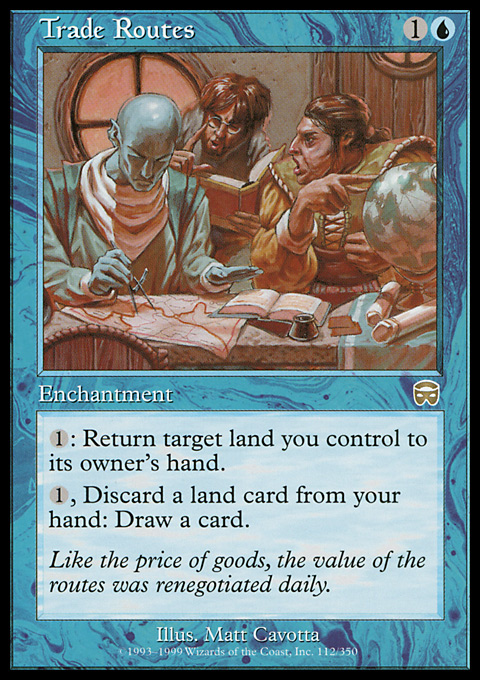 Trade Routes 1
Enchantment
1: Return target land you control to
its owner's hand.
1, Discard a land card from your
hand: Draw a card.
Like the price of goods, the value of the
routes was renegotiated daily.
Illus. Matt Cavotta
© 1993–1999 Wizards of the Coast, Inc. 112/350